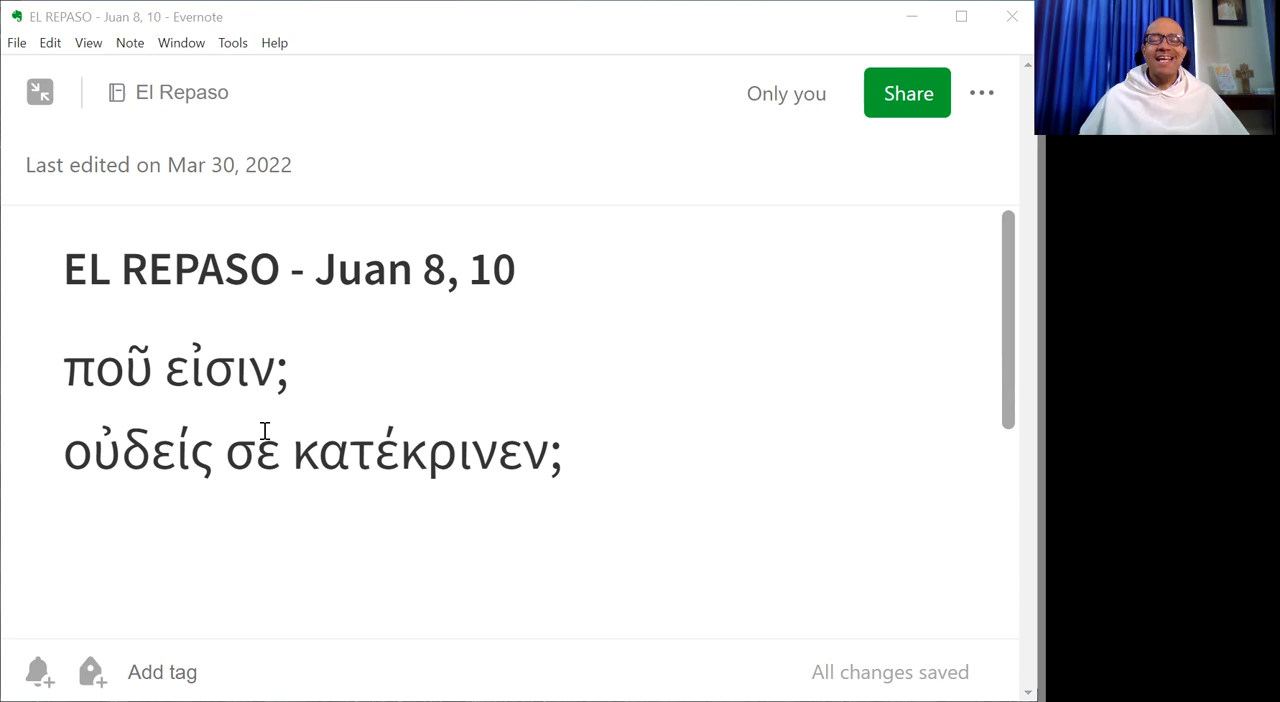 EL REPASO - Juan 8, 10 - Evernote
File Edit View Note Window Tools Help
El Repaso
Only you
Share
Last edited on Mar 30, 2022
EL REPASO - Juan 8, 10
ποῦ εἰσιν;
οὐδείς σε κατέκρινεν;
Add tag
All changes saved